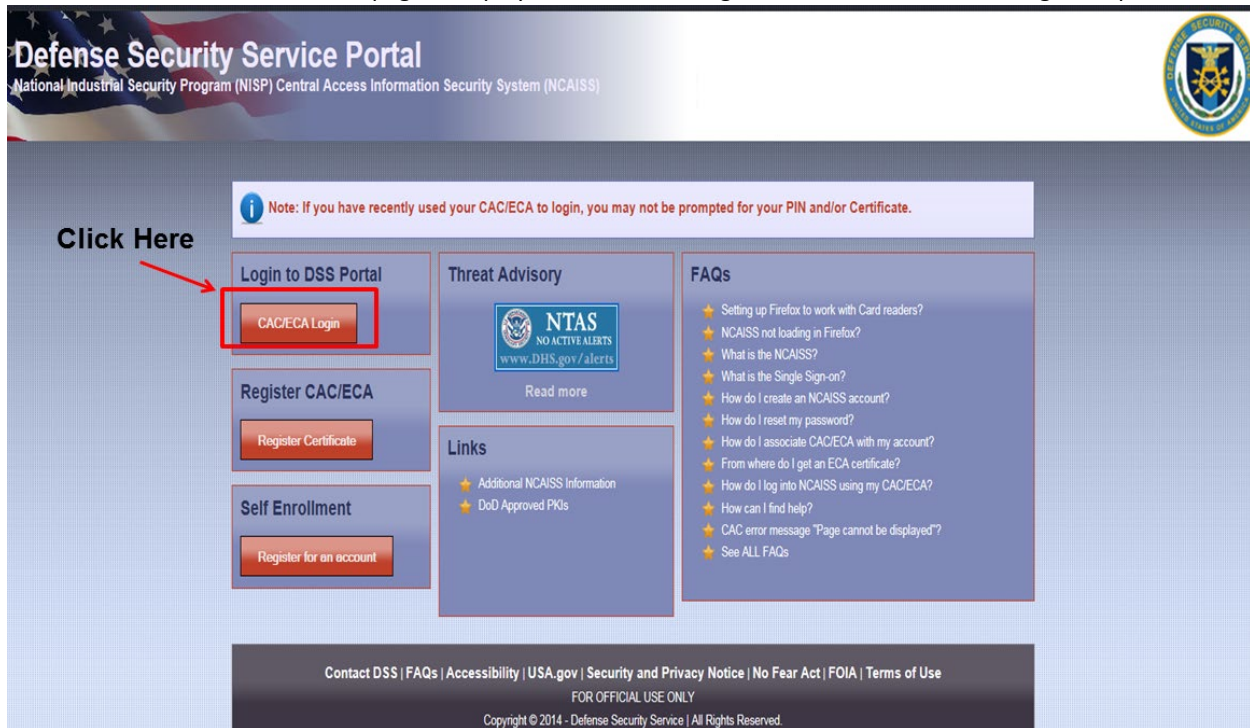 Defense Security Service Portal
National Industrial Security Program (NISP) Central Access Information Security System (NCAISS)
Note: If you have recently used your CAC/ECA to login, you may not be prompted for your PIN and/or Certificate.
Click Here
Login to DSS Portal
CAC/ECA Login
Register CAC/ECA
Register Certificate
Self Enrollment
Register for an account
Threat Advisory
NTAS
NO ACTIVE ALERTS
www.DHS.gov/alerts
Read more
Links
Additional NCAISS Information
DoD Approved PKIs
FAQs
Setting up Firefox to work with Card readers?
NCAISS not loading in Firefox?
What is the NCAISS?
What is the Single Sign-on?
How do I create an NCAISS account?
How do I reset my password?
How do I associate CAC/ECA with my account?
From where do I get an ECA certificate?
How do I log into NCAISS using my CAC/ECA?
How can I find help?
CAC error message "Page cannot be displayed"?
See ALL FAQs
Contact DSS | FAQs | Accessibility | USA.gov | Security and Privacy Notice | No Fear Act | FOIA | Terms of Use
FOR OFFICIAL USE ONLY
Copyright © 2014 - Defense Security Service | All Rights Reserved.